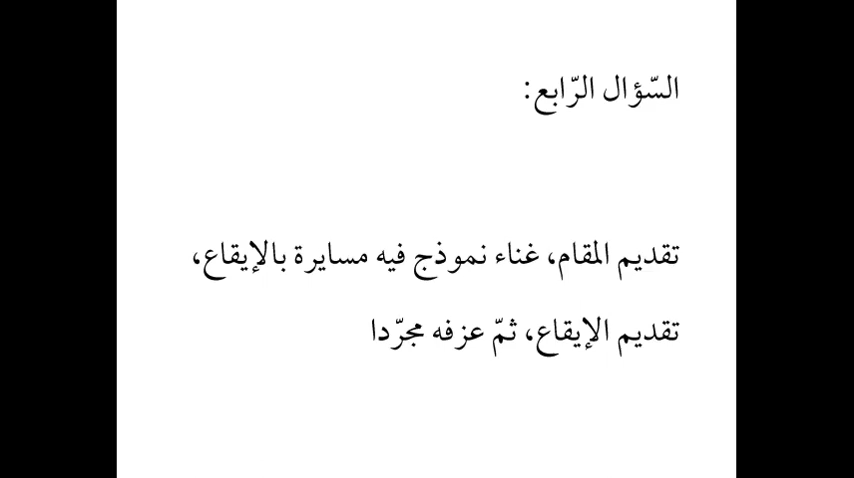 السّؤال الرّابع:
تقديم المقام، غناء نموذج فيه مسايرة بالإيقاع،
تقديم الإيقاع، ثمّ عزفه مجرّدا